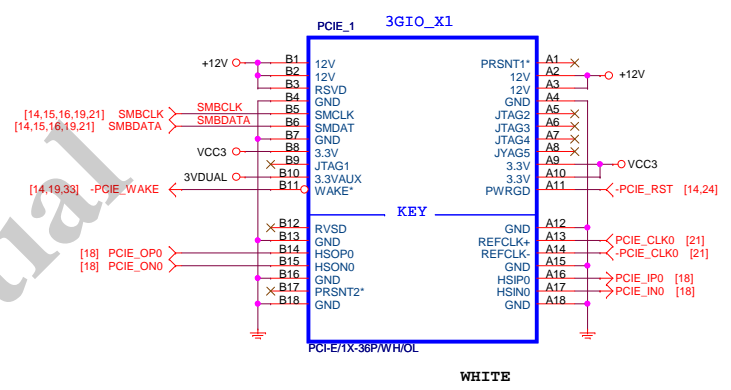 PCIE_1 3GIO_X1
+12V B1 12V PRSNT1* A1
B2 12V 12V A2 +12V
B3 RSVD 12V A3
B4 GND GND A4
[14,15,16,19,21] SMBCLK SMBCLK B5 SMCLK JTAG2 A5
[14,15,16,19,21] SMBDATA SMBDATA B6 SMDAT JTAG3 A6
B7 GND JTAG4 A7
VCC3 B8 3.3V JYAG5 A8
B9 JTAG1 3.3V A9 VCC3
3VDUAL B10 3.3VAUX 3.3V A10
[14,19,33] -PCIE_WAKE B11 WAKE* PWRGD A11 -PCIE_RST [14,24]
KEY
B12 RVSD GND A12
B13 GND REFCLK+ A13 PCIE_CLK0 [21]
[18] PCIE_OP0 B14 HSOP0 REFCLK- A14 -PCIE_CLK0 [21]
[18] PCIE_ON0 B15 HSON0 GND A15
B16 GND HSIP0 A16 PCIE_IP0 [18]
B17 PRSNT2* HSIN0 A17 PCIE_IN0 [18]
B18 GND GND A18
PCI-E/1X-36P/WH/OL
WHITE
ual